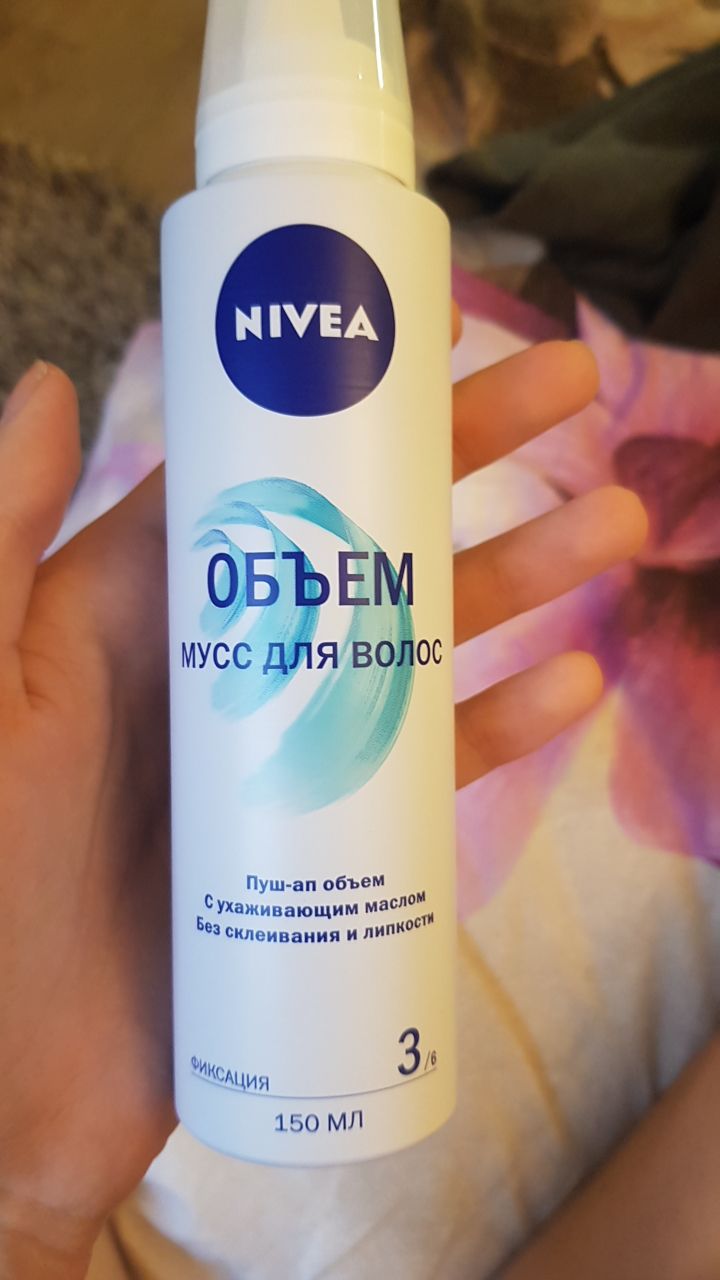 NIVEA
ОБЪЕМ
МУСС ДЛЯ ВОЛОС
Пуш-ап объем
С ухаживающим маслом
Без склеивания и липкости
ФИКСАЦИЯ 3/6
150 МЛ